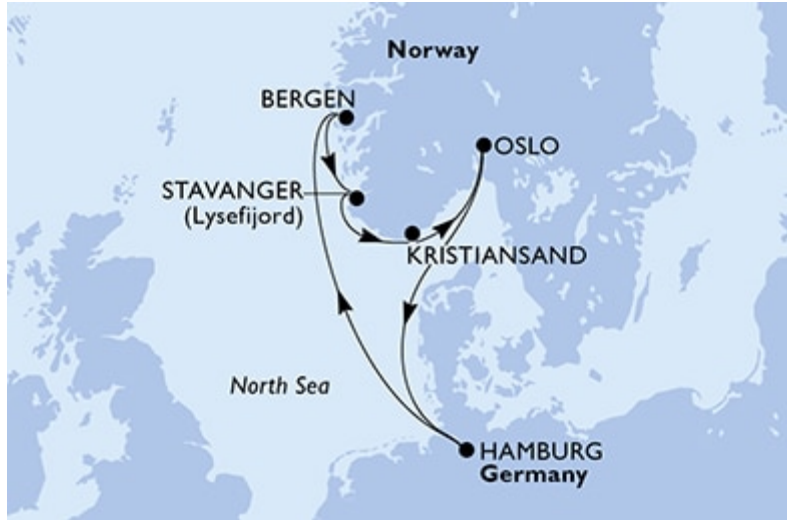 Norway
BERGEN
OSLO
STAVANGER
(Lysefijord)
KRISTIANSAND
North Sea
HAMBURG
Germany